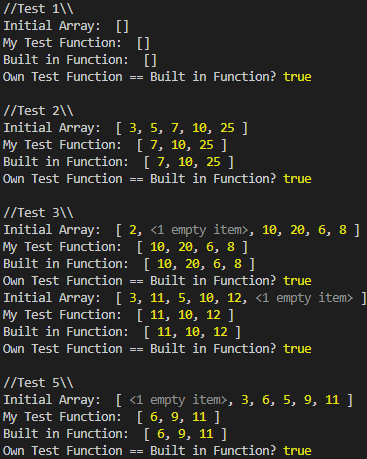 //Test 1\\
Initial Array:  []
My Test Function:  []
Built in Function:  []
Own Test Function == Built in Function? true

//Test 2\\
Initial Array:  [ 3, 5, 7, 10, 25 ]
My Test Function:  [ 7, 10, 25 ]
Built in Function:  [ 7, 10, 25 ]
Own Test Function == Built in Function? true

//Test 3\\
Initial Array:  [ 2, <1 empty item>, 10, 20, 6, 8 ]
My Test Function:  [ 10, 20, 6, 8 ]
Built in Function:  [ 10, 20, 6, 8 ]
Own Test Function == Built in Function? true
Initial Array:  [ 3, 11, 5, 10, 12, <1 empty item> ]
My Test Function:  [ 11, 10, 12 ]
Built in Function:  [ 11, 10, 12 ]
Own Test Function == Built in Function? true

//Test 5\\
Initial Array:  [ <1 empty item>, 3, 6, 5, 9, 11 ]
My Test Function:  [ 6, 9, 11 ]
Built in Function:  [ 6, 9, 11 ]
Own Test Function == Built in Function? true